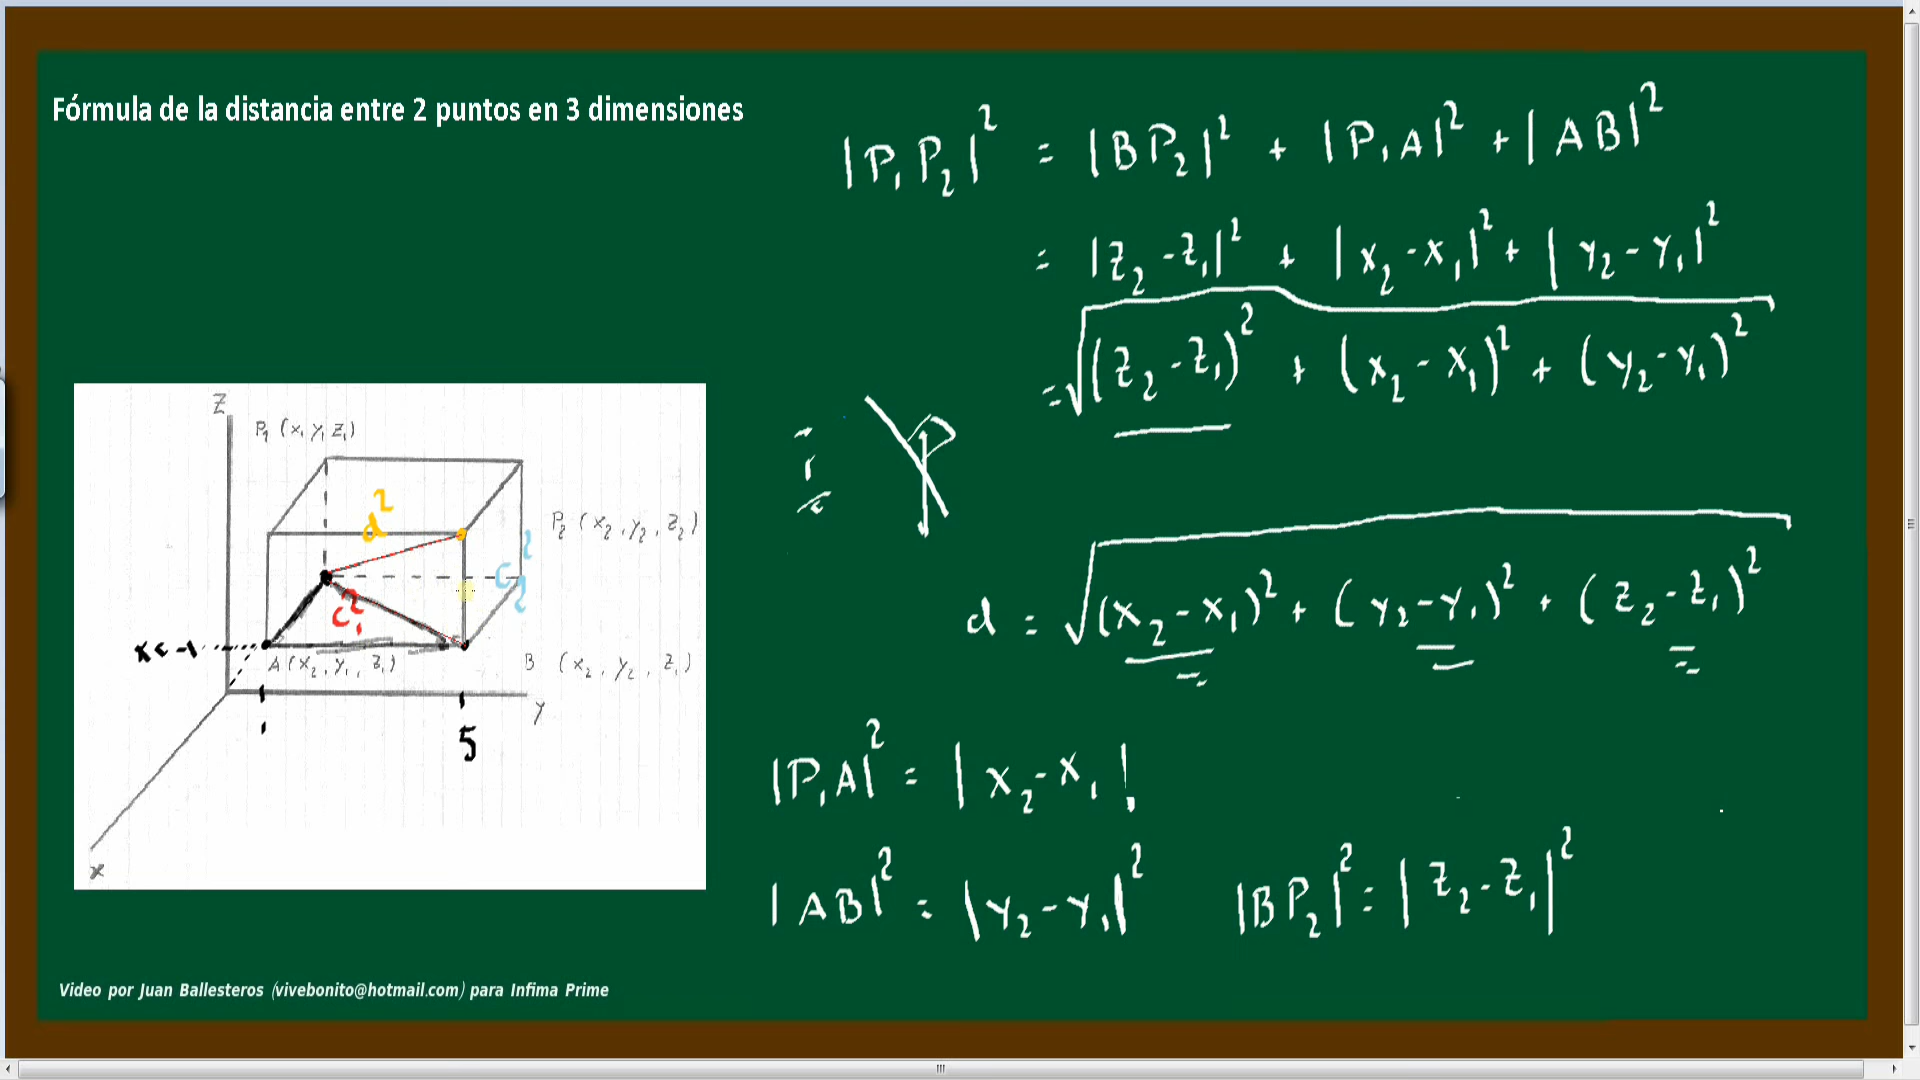 Fórmula de la distancia entre 2 puntos en 3 dimensiones
|P₁P₂|² = |BP₂|² + |P₁A|² + |AB|²
= |Z₂-Z₁|² + |X₂-X₁|² + |Y₂-Y₁|²
= √(Z₂-Z₁)² + (X₂-X₁)² + (Y₂-Y₁)²
d = √(X₂-X₁)² + (Y₂-Y₁)² + (Z₂-Z₁)²
|P₁A|² = |X₂-X₁|
|AB|² = |Y₂-Y₁|²
|BP₂|² = |Z₂-Z₁|²
Z
P₁ (x₁ y₁ z₁)
d²
P₂ (x₂, y₂, z₂)
C₂²
C₁²
A (x₂, y₁, z₁)
B (x₂, y₂, z₁)
y
5
x
Video por Juan Ballesteros (vivebonito@hotmail.com) para Infima Prime